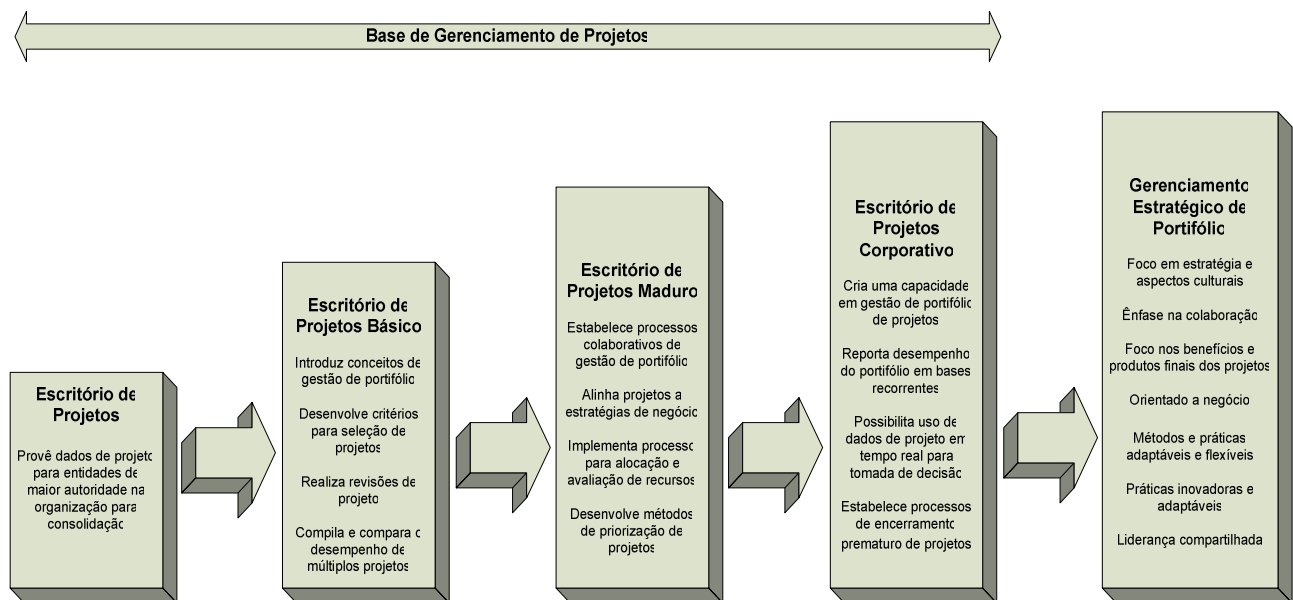 Base de Gerenciamento de Projetos
Escritório de
Projetos
Provê dados de projeto
para entidades de
maior autoridade na
organização para
consolidação
Escritório de
Projetos Básico
Introduz conceitos de
gestão de portifólio
Desenvolve critérios
para seleção de
projetos
Realiza revisões de
projeto
Compila e compara o
desempenho de
múltiplos projetos
Escritório de
Projetos Maduro
Estabelece processos
colaborativos de
gestão de portifólio
Alinha projetos a
estratégias de negócio
Implementa processo
para alocação e
avaliação de recursos
Desenvolve métodos
de priorização de
projetos
Escritório de
Projetos
Corporativo
Cria uma capacidade
em gestão de portifólio
de projetos
Reporta desempenho
do portifólio em bases
recorrentes
Possibilita uso de
dados de projeto em
tempo real para
tomada de decisão
Estabelece processos
de encerramento
prematuro de projetos
Gerenciamento
Estratégico de
Portifólio
Foco em estratégia e
aspectos culturais
Ênfase na colaboração
Foco nos benefícios e
produtos finais dos projetos
Orientado a negócio
Métodos e práticas
adaptáveis e flexíveis
Práticas inovadoras e
adaptáveis
Liderança compartilhada